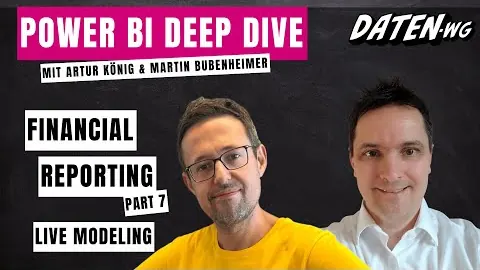 POWER BI DEEP DIVE
DATEN-WG
MIT ARTUR KÖNIG & MARTIN BUBENHEIMER
FINANCIAL
REPORTING
PART 7
LIVE MODELING